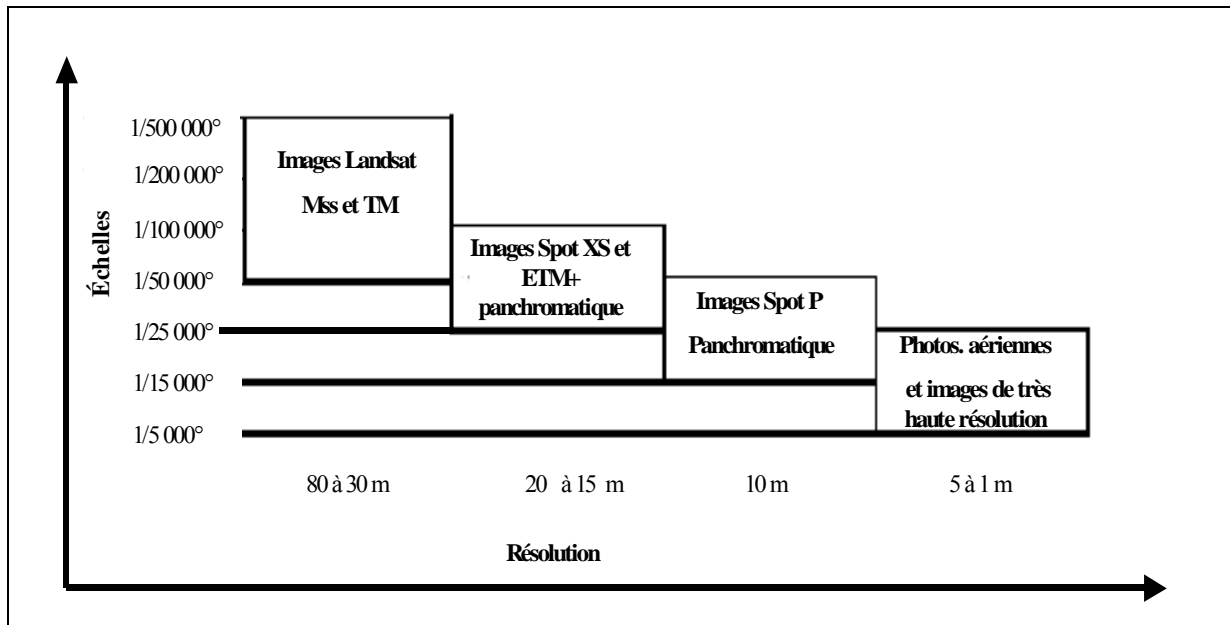 1/500 000°
1/200 000°
1/100 000°
1/50 000°
1/25 000°
1/15 000°
1/5 000°
Échelles
Images Landsat
Mss et TM
Images Spot XS et
ETM+
panchromatique
Images Spot P
Panchromatique
Photos. aériennes
et images de très
haute résolution
80 à 30 m
20 à 15 m
10 m
5 à 1 m
Résolution